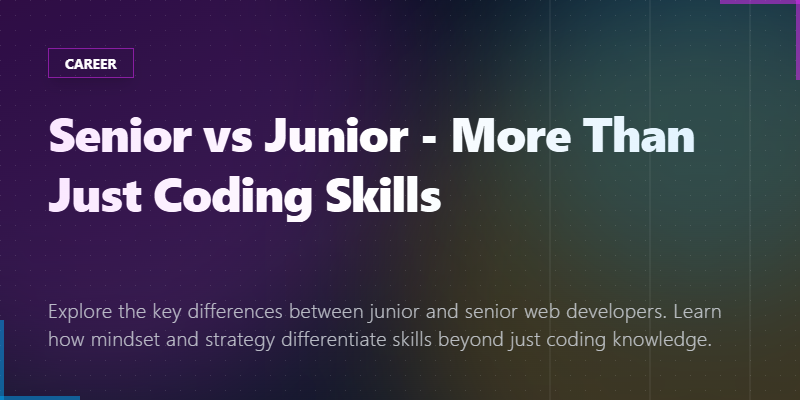 CAREER
Senior vs Junior - More Than
Just Coding Skills
Explore the key differences between junior and senior web developers. Learn
how mindset and strategy differentiate skills beyond just coding knowledge.